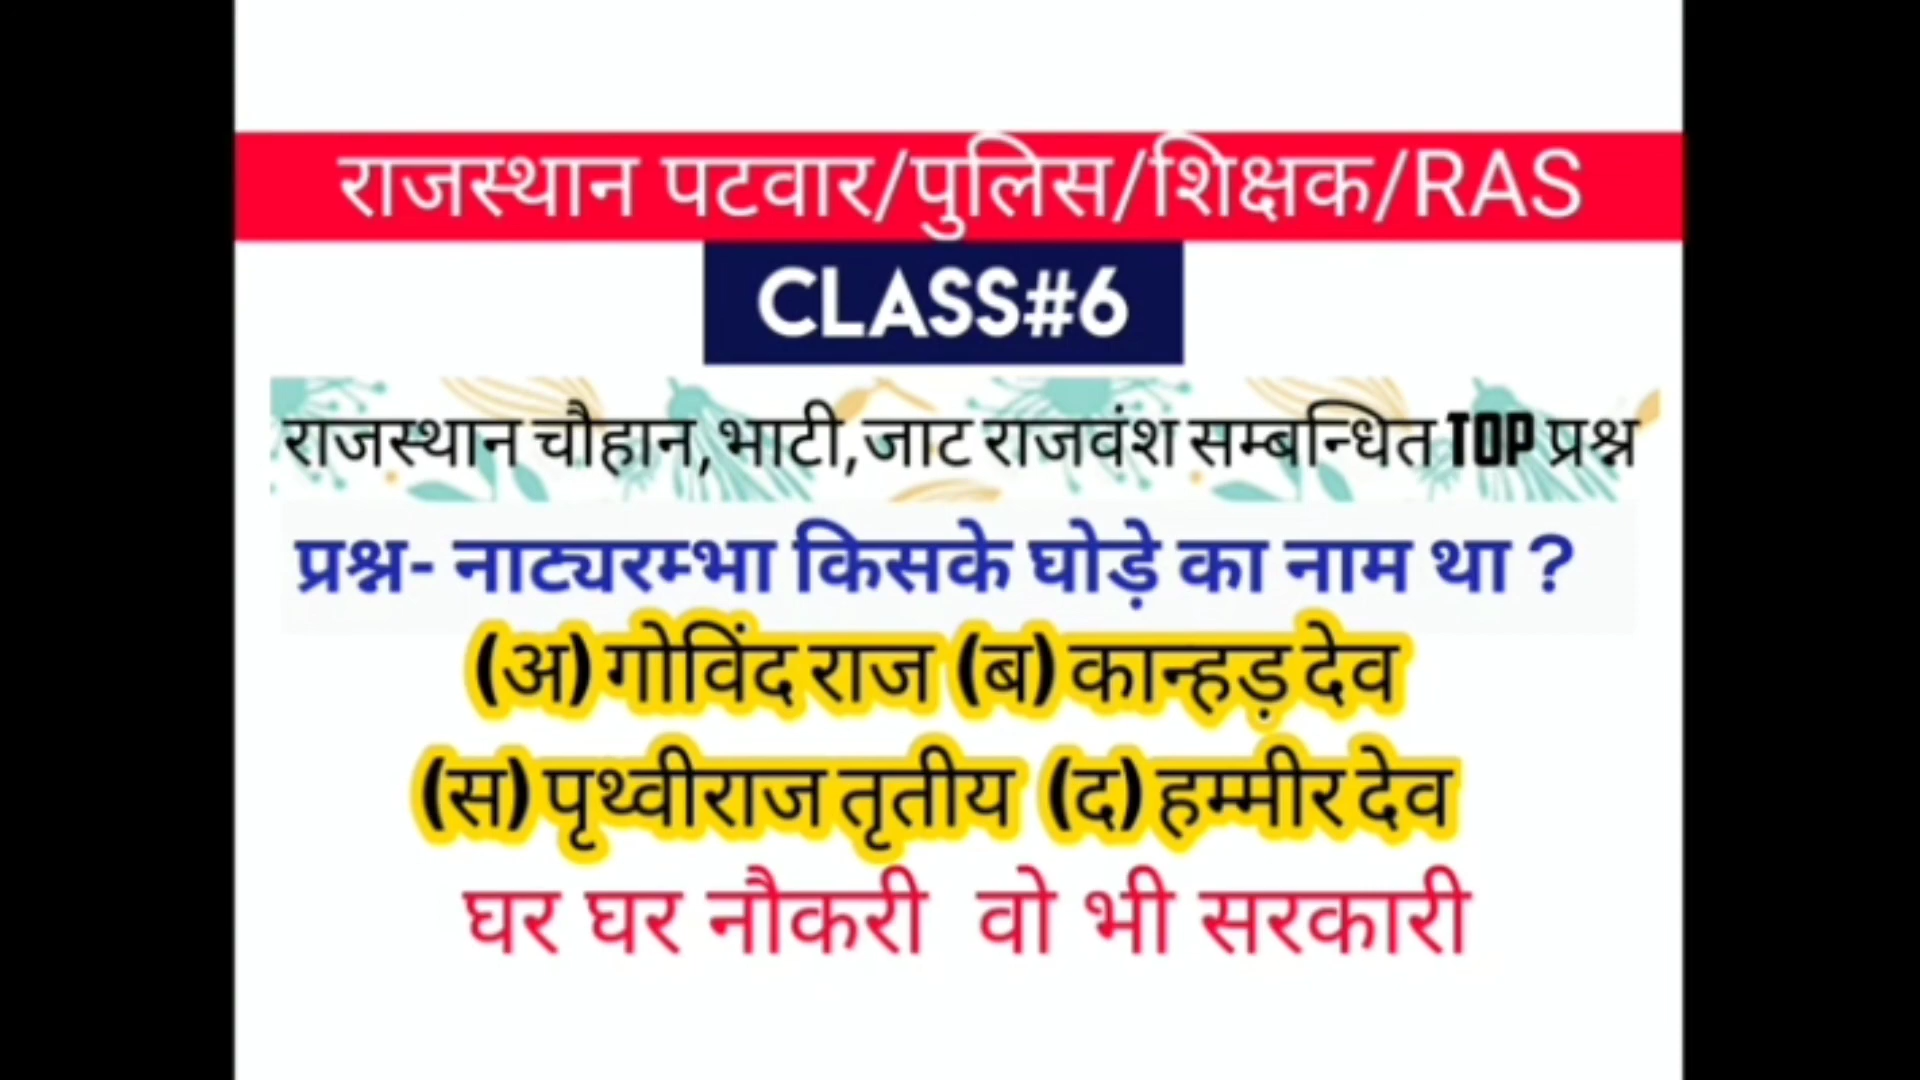 राजस्थान पटवार/पुलिस/शिक्षक/RAS
CLASS#6
राजस्थान चौहान,भाटी,जाट राजवंश सम्बन्धित TOP प्रश्न
प्रश्न- नाट्यरम्भा किसके घोड़े का नाम था ?
(अ) गोविंद राज (ब) कान्हड़ देव
(स) पृथ्वीराज तृतीय (द) हम्मीर देव
घर घर नौकरी वो भी सरकारी